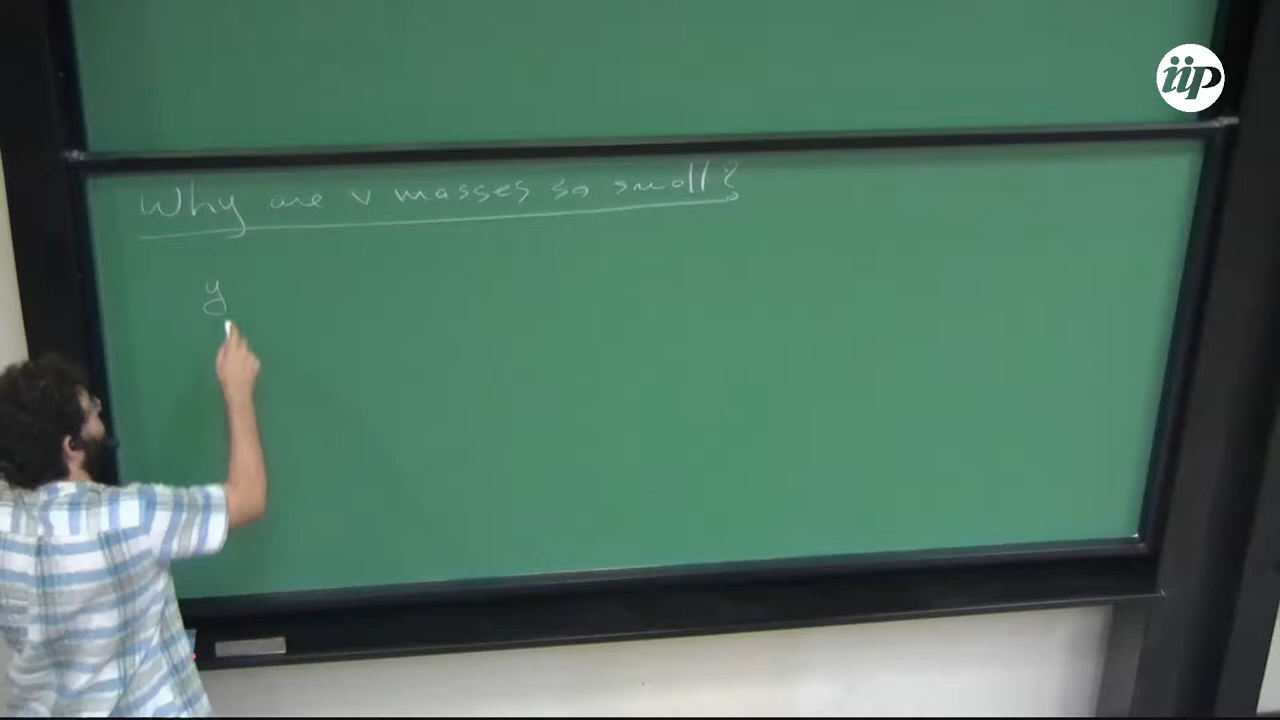 iip
Why are ν masses so small?
y